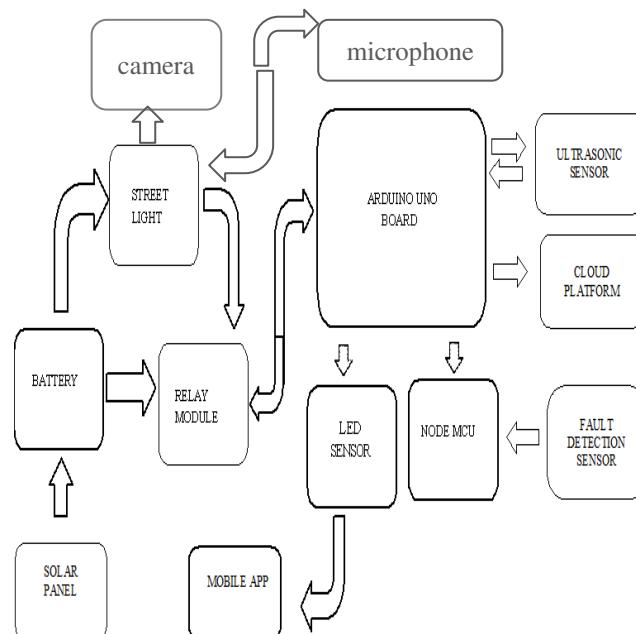 camera
microphone
STREET
LIGHT
ARDUINO UNO
BOARD
ULTRASONIC
SENSOR
CLOUD
PLATFORM
BATTERY
RELAY
MODULE
LED
SENSOR
NODE MCU
FAULT
DETECTION
SENSOR
SOLAR
PANEL
MOBILE APP